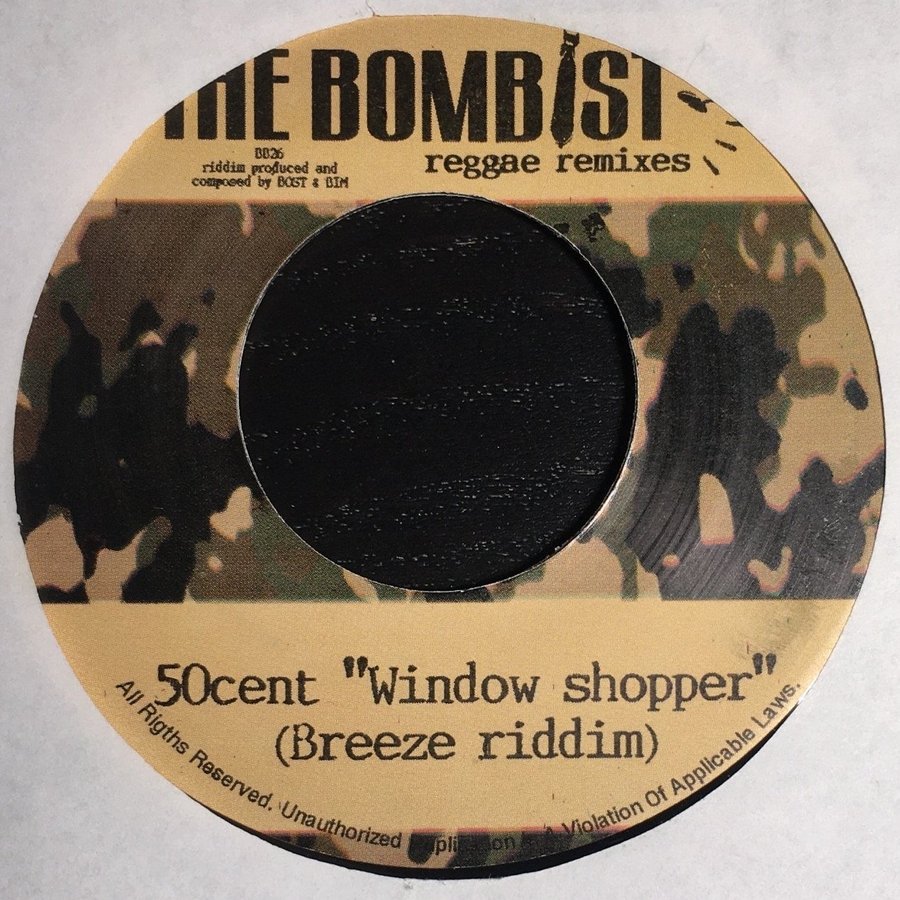 THE BOMBIST
BB26
riddim produced and
composed by BOST & BIM
reggae remixes
50cent "Window shopper"
(Breeze riddim)
All Rigths Reserved. Unauthorized Violation Of Applicable Laws.